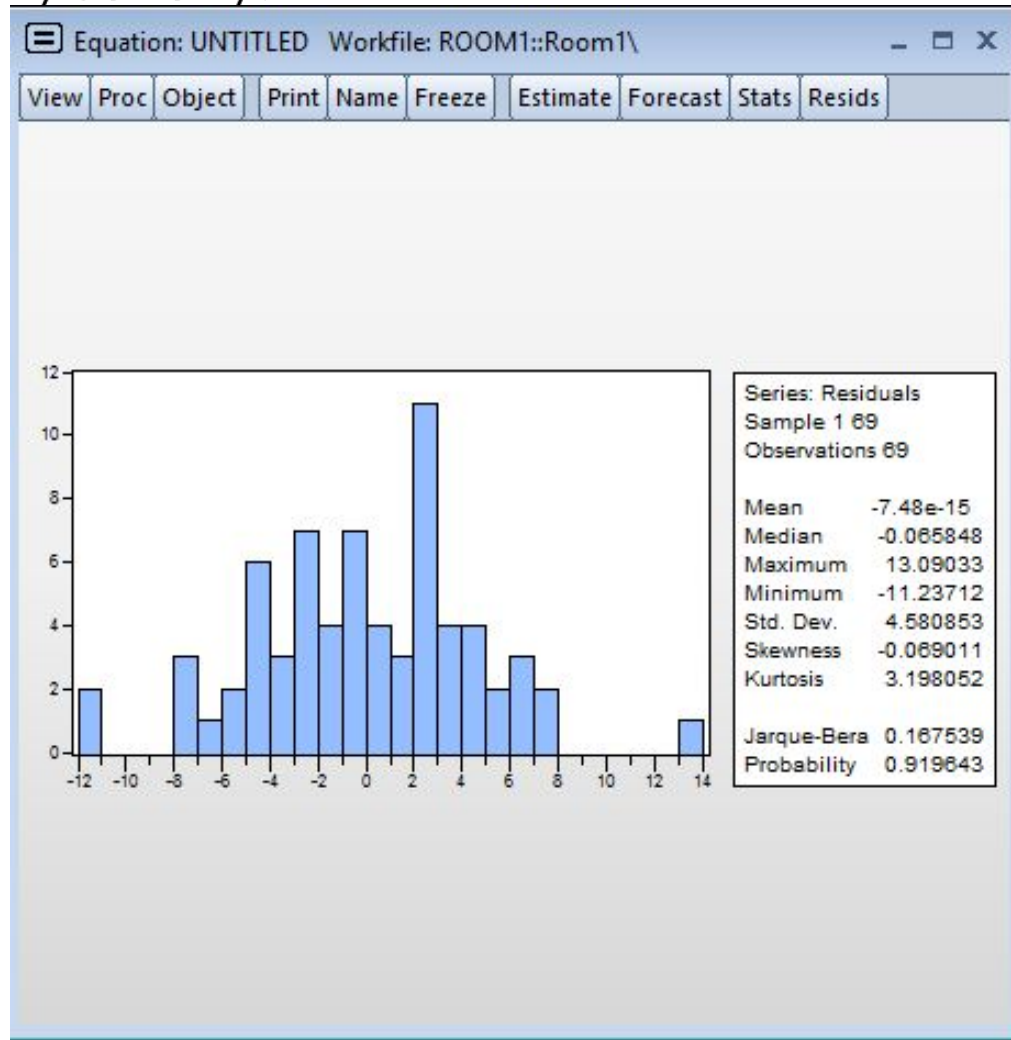 Equation: UNTITLED Workfile: ROOM1::Room1\
View Proc Object Print Name Freeze Estimate Forecast Stats Resids
12
10
8
6
4
2
0
-12 -10 -8 -6 -4 -2 0 2 4 6 8 10 12 14
Series: Residuals
Sample 1 69
Observations 69
Mean -7.48e-15
Median -0.065848
Maximum 13.09033
Minimum -11.23712
Std. Dev. 4.580853
Skewness -0.069011
Kurtosis 3.198052
Jarque-Bera 0.167539
Probability 0.919643